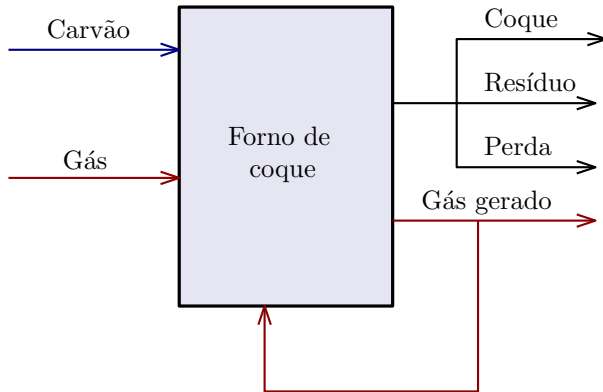 Carvão
Gás
Forno de
coque
Coque
Resíduo
Perda
Gás gerado